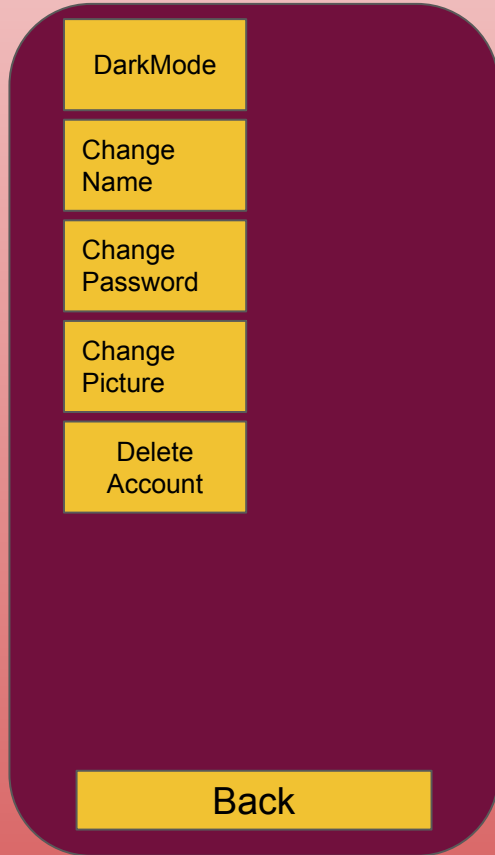 DarkMode
Change
Name
Change
Password
Change
Picture
Delete
Account
Back